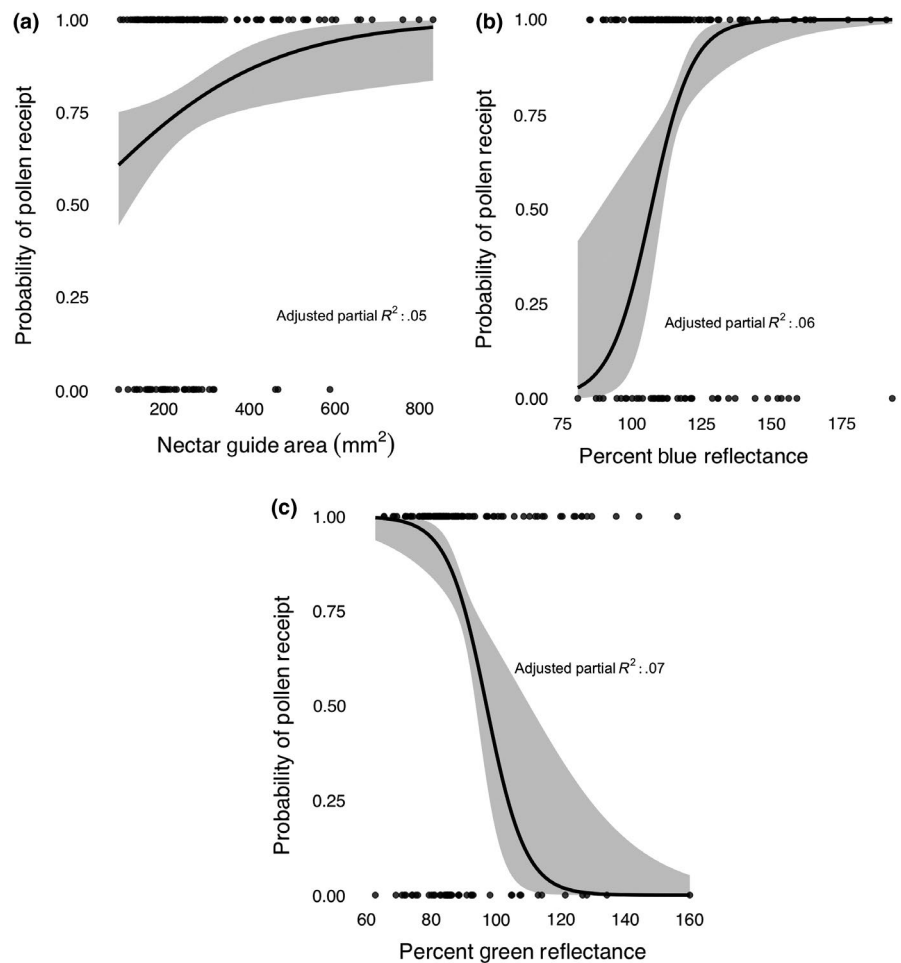 (a)
1.00
0.75
0.50
0.25
0.00
Probability of pollen receipt
Adjusted partial R²: .05
200 400 600 800
Nectar guide area (mm²)
(b)
1.00
0.75
0.50
0.25
0.00
Probability of pollen receipt
Adjusted partial R²: .06
75 100 125 150 175
Percent blue reflectance
(c)
1.00
0.75
0.50
0.25
0.00
Probability of pollen receipt
Adjusted partial R²: .07
60 80 100 120 140 160
Percent green reflectance